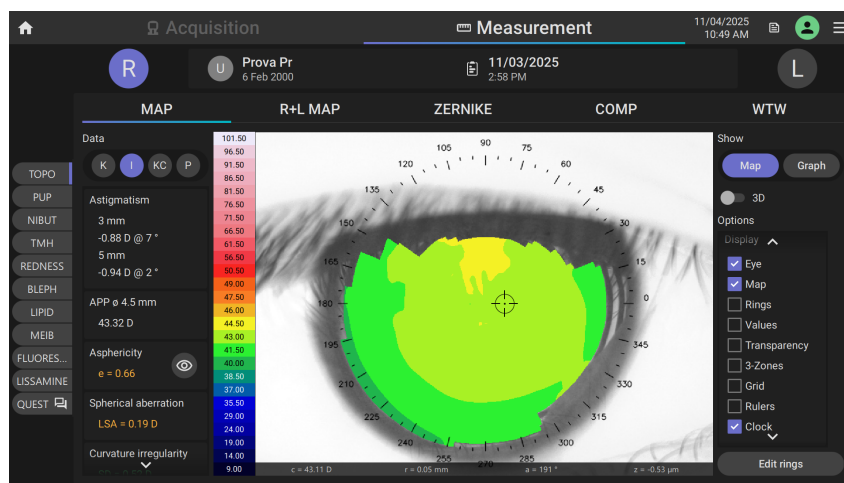 Acquisition
Measurement
11/04/2025
10:49 AM
R
U
Prova Pr
6 Feb 2000
11/03/2025
2:58 PM
L
MAP
R+L MAP
ZERNIKE
COMP
WTW
TOPO
PUP
NIBUT
TMH
REDNESS
BLEPH
LIPID
MEIB
FLUORES...
LISSAMINE
QUEST
Data
K
I
KC
P
Astigmatism
3 mm
-0.88 D @ 7 °
5 mm
-0.94 D @ 2 °
APP ø 4.5 mm
43.32 D
Asphericity
e = 0.66
Spherical aberration
LSA = 0.19 D
Curvature irregularity
101.50
96.50
91.50
86.50
81.50
76.50
71.50
66.50
61.50
56.50
50.50
49.00
47.50
46.00
44.50
43.00
41.50
40.00
38.50
37.00
35.50
29.00
24.00
19.00
14.00
9.00
105
90
75
120
60
135
45
150
30
165
15
180
0
195
345
210
330
225
315
240
300
255
270
285
c = 43.11 D
r = 0.05 mm
a = 191 °
z = -0.53 µm
Show
Map
Graph
3D
Options
Display
Eye
Map
Rings
Values
Transparency
3-Zones
Grid
Rulers
Clock
Edit rings